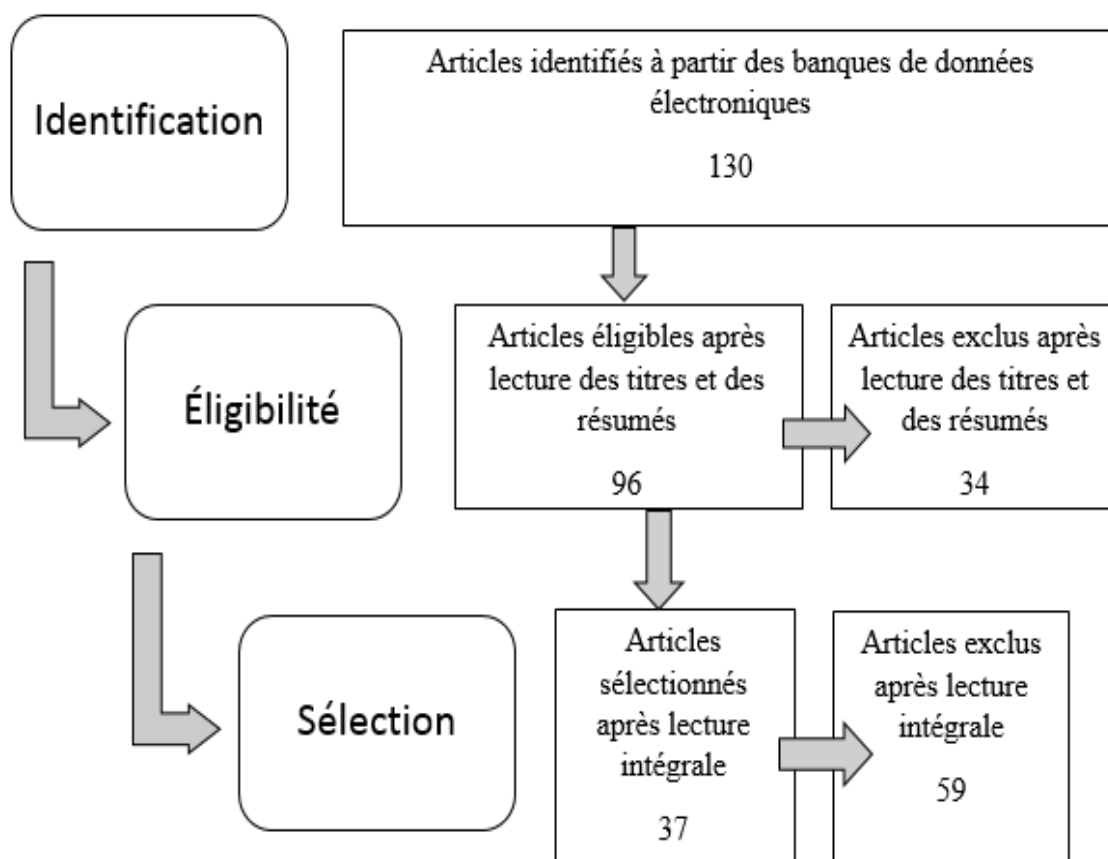 Identification
Articles identifiés à partir des banques de données
électroniques
130
Éligibilité
Articles éligibles après
lecture des titres et des
résumés
96
Articles exclus après
lecture des titres et
des résumés
34
Sélection
Articles
sélectionnés
après lecture
intégrale
37
Articles exclus
après lecture
intégrale
59